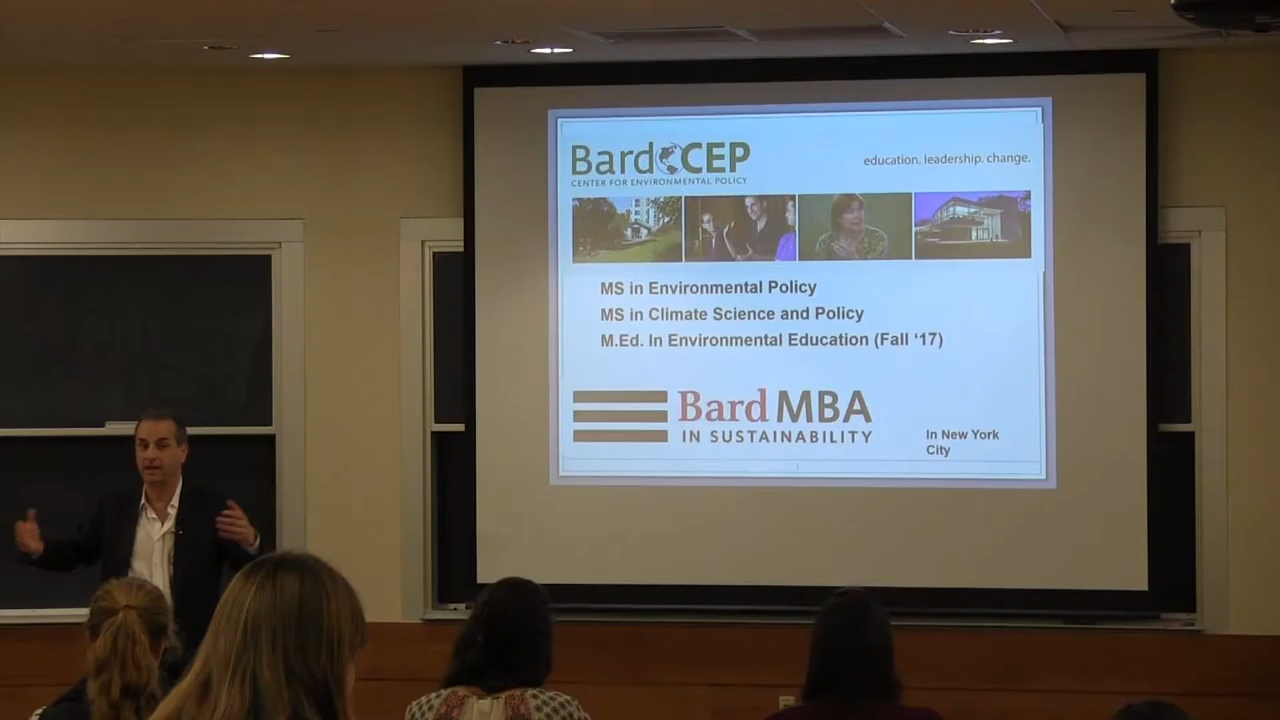 Bard CEP
CENTER FOR ENVIRONMENTAL POLICY
education. leadership. change.
MS in Environmental Policy
MS in Climate Science and Policy
M.Ed. In Environmental Education (Fall ‘17)
Bard MBA
IN SUSTAINABILITY
In New York
City